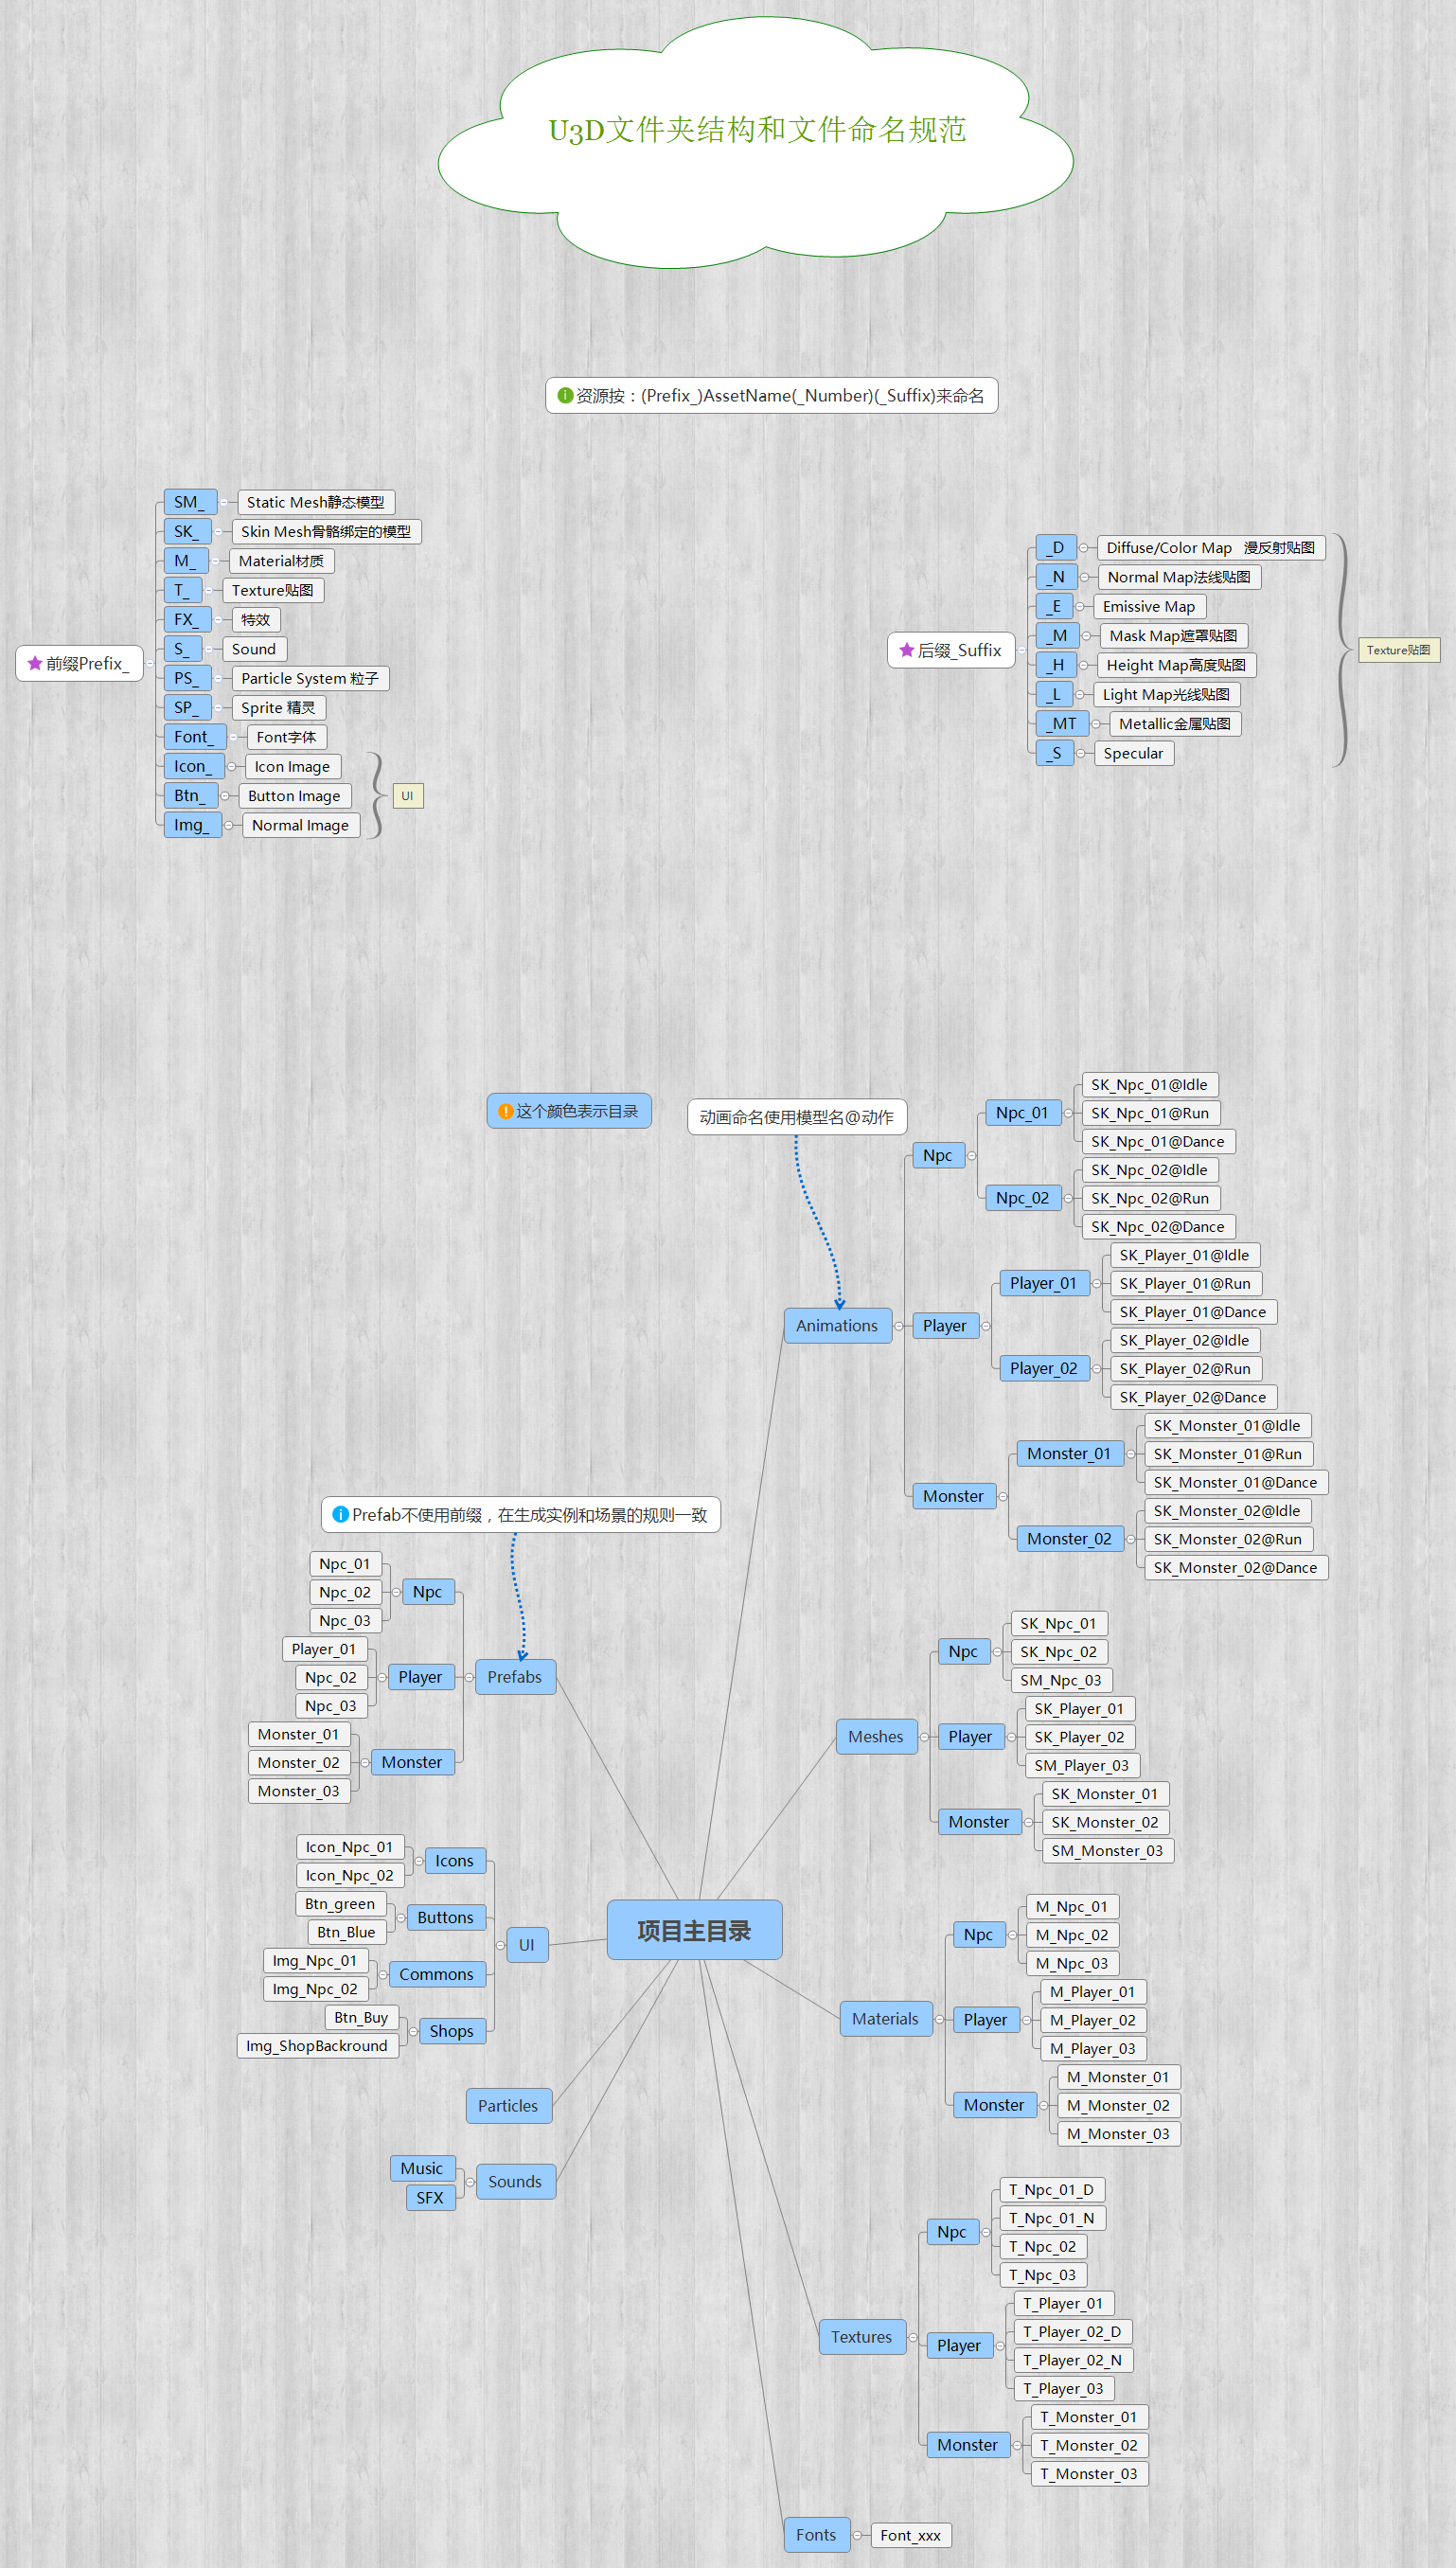 U3D文件夹结构和文件命名规范
资源按：(Prefix_)AssetName(_Number)(_Suffix)来命名
前缀Prefix_
SM_
Static Mesh静态模型
SK_
Skin Mesh骨骼绑定的模型
M_
Material材质
T_
Texture贴图
FX_
特效
S_
Sound
PS_
Particle System 粒子
SP_
Sprite 精灵
Font_
Font字体
Icon_
Icon Image
Btn_
Button Image
Img_
Normal Image
UI
后缀_Suffix
_D
Diffuse/Color Map 漫反射贴图
_N
Normal Map法线贴图
_E
Emissive Map
_M
Mask Map遮罩贴图
_H
Height Map高度贴图
_L
Light Map光线贴图
_MT
Metallic金属贴图
_S
Specular
Texture贴图
这个颜色表示目录
动画命名使用模型名@动作
Animations
Npc
Npc_01
SK_Npc_01@Idle
SK_Npc_01@Run
SK_Npc_01@Dance
Npc_02
SK_Npc_02@Idle
SK_Npc_02@Run
SK_Npc_02@Dance
Player
Player_01
SK_Player_01@Idle
SK_Player_01@Run
SK_Player_01@Dance
Player_02
SK_Player_02@Idle
SK_Player_02@Run
SK_Player_02@Dance
Monster
Monster_01
SK_Monster_01@Idle
SK_Monster_01@Run
SK_Monster_01@Dance
Monster_02
SK_Monster_02@Idle
SK_Monster_02@Run
SK_Monster_02@Dance
Prefab不使用前缀，在生成实例和场景的规则一致
Prefabs
Npc
Npc_01
Npc_02
Npc_03
Player
Player_01
Npc_02
Npc_03
Monster
Monster_01
Monster_02
Monster_03
Meshes
Npc
SK_Npc_01
SK_Npc_02
SM_Npc_03
Player
SK_Player_01
SK_Player_02
SM_Player_03
Monster
SK_Monster_01
SK_Monster_02
SM_Monster_03
项目主目录
UI
Icons
Icon_Npc_01
Icon_Npc_02
Buttons
Btn_green
Btn_Blue
Commons
Img_Npc_01
Img_Npc_02
Shops
Btn_Buy
Img_ShopBackround
Materials
Npc
M_Npc_01
M_Npc_02
M_Npc_03
Player
M_Player_01
M_Player_02
M_Player_03
Monster
M_Monster_01
M_Monster_02
M_Monster_03
Particles
Sounds
Music
SFX
Textures
Npc
T_Npc_01_D
T_Npc_01_N
T_Npc_02
T_Npc_03
Player
T_Player_01
T_Player_02_D
T_Player_02_N
T_Player_03
Monster
T_Monster_01
T_Monster_02
T_Monster_03
Fonts
Font_xxx